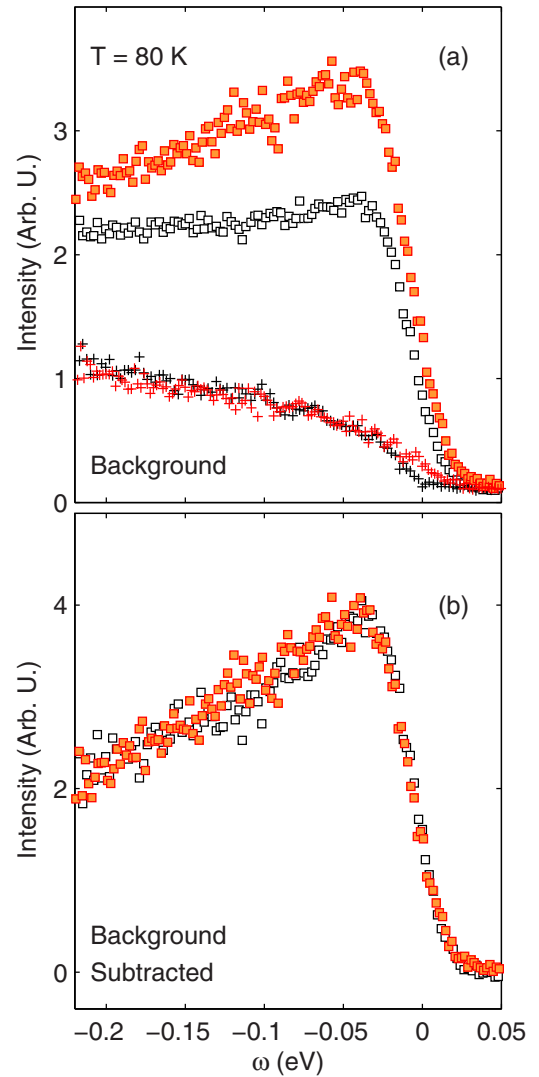 T = 80 K
(a)
3
2
1
0
Intensity (Arb. U.)
Background
(b)
4
2
0
Intensity (Arb. U.)
Background
Subtracted
−0.2 −0.15 −0.1 −0.05 0 0.05
ω (eV)